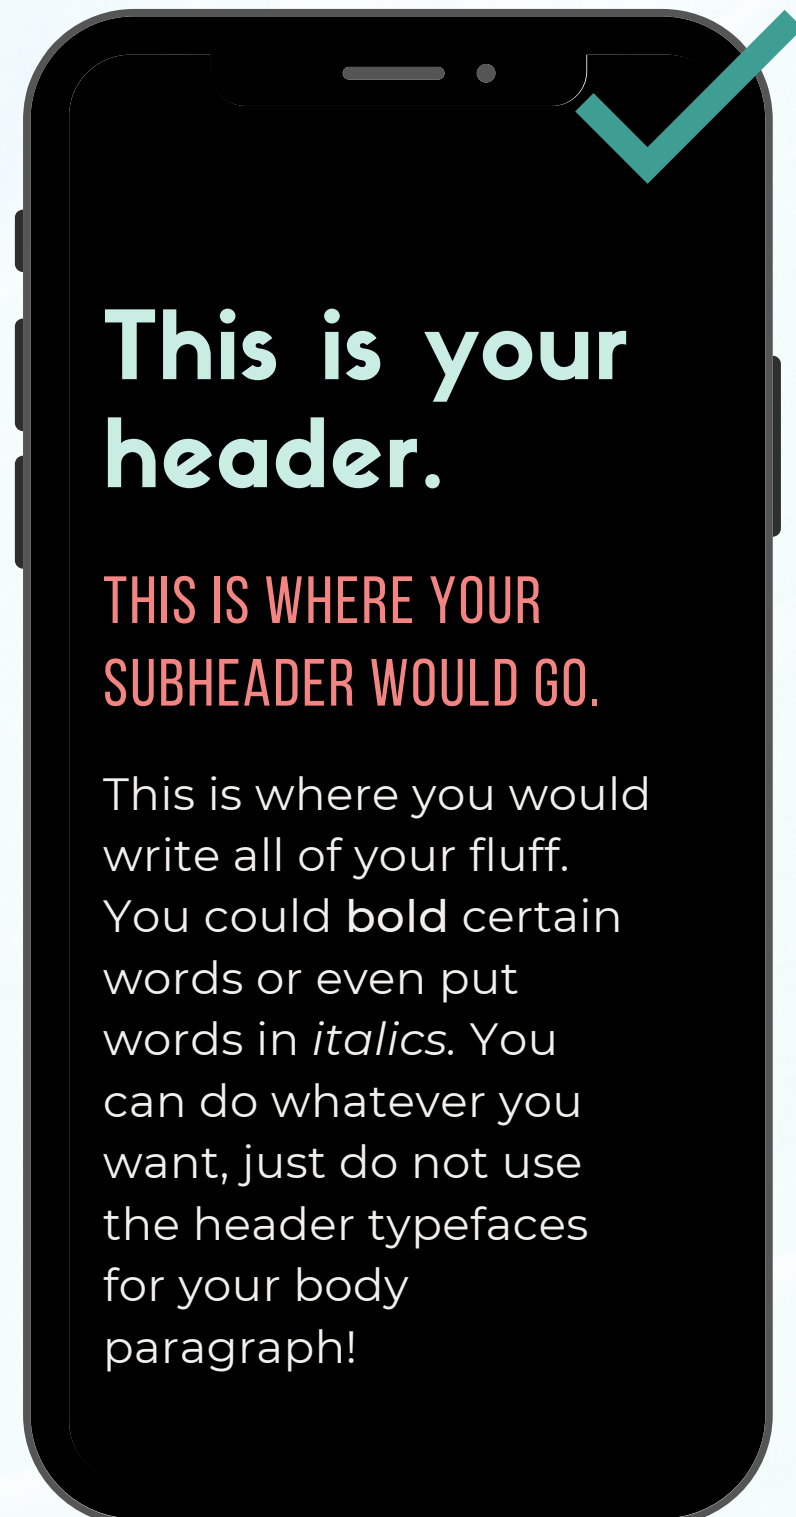 This is your
header.
THIS IS WHERE YOUR
SUBHEADER WOULD GO.
This is where you would
write all of your fluff.
You could bold certain
words or even put
words in italics. You
can do whatever you
want, just do not use
the header typefaces
for your body
paragraph!